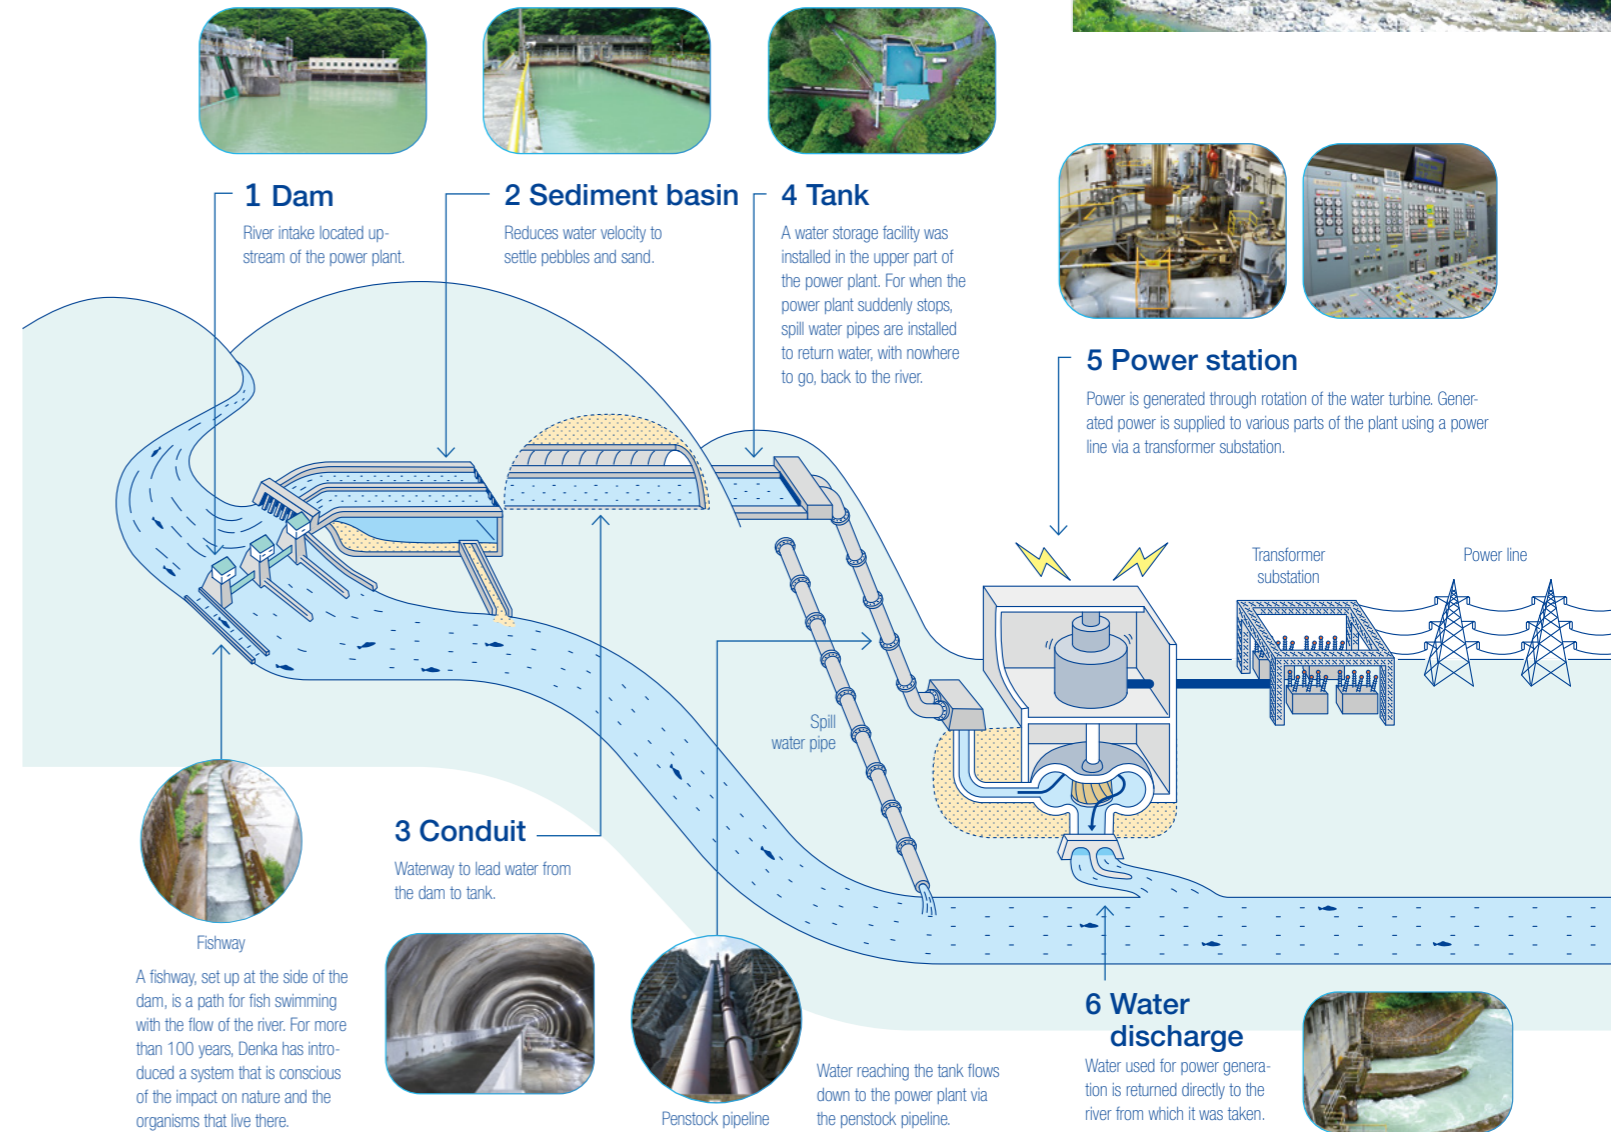 1 Dam
River intake located up-
stream of the power plant.
2 Sediment basin
Reduces water velocity to
settle pebbles and sand.
4 Tank
A water storage facility was
installed in the upper part of
the power plant. For when the
power plant suddenly stops,
spill water pipes are installed
to return water, with nowhere
to go, back to the river.
5 Power station
Power is generated through rotation of the water turbine. Gener-
ated power is supplied to various parts of the plant using a power
line via a transformer substation.
Transformer
substation
Power line
Spill
water pipe
3 Conduit
Waterway to lead water from
the dam to tank.
Fishway
A fishway, set up at the side of the
dam, is a path for fish swimming
with the flow of the river. For more
than 100 years, Denka has intro-
duced a system that is conscious
of the impact on nature and the
organisms that live there.
Penstock pipeline
Water reaching the tank flows
down to the power plant via
the penstock pipeline.
6 Water
discharge
Water used for power genera-
tion is returned directly to the
river from which it was taken.